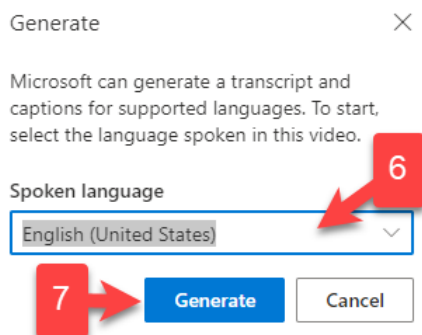 Generate
Microsoft can generate a transcript and
captions for supported languages. To start,
select the language spoken in this video.
6
Spoken language
English (United States)
7
Generate
Cancel